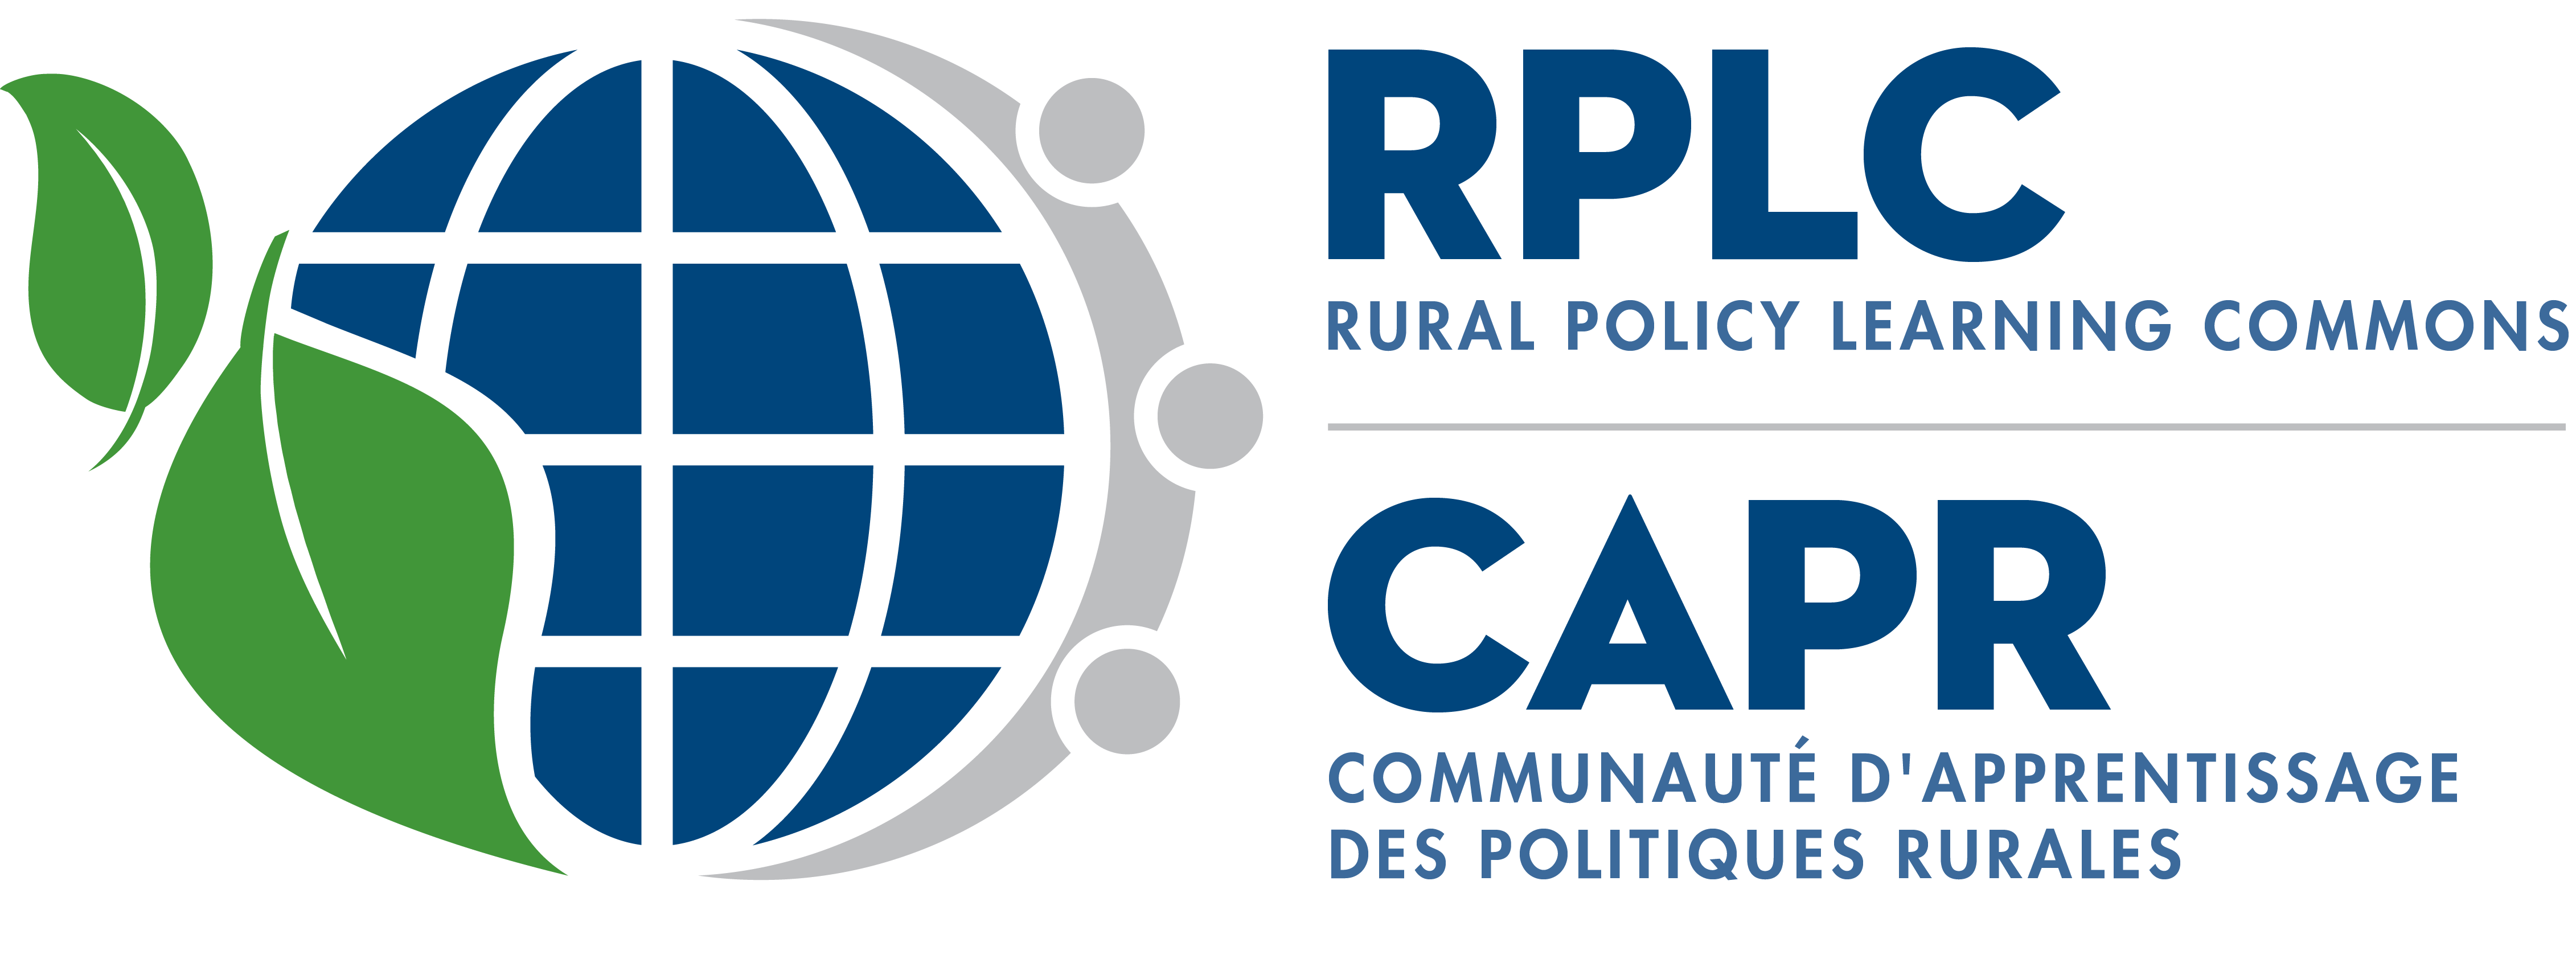 RPLC
RURAL POLICY LEARNING COMMONS
CAPR
COMMUNAUTÉ D'APPRENTISSAGE
DES POLITIQUES RURALES